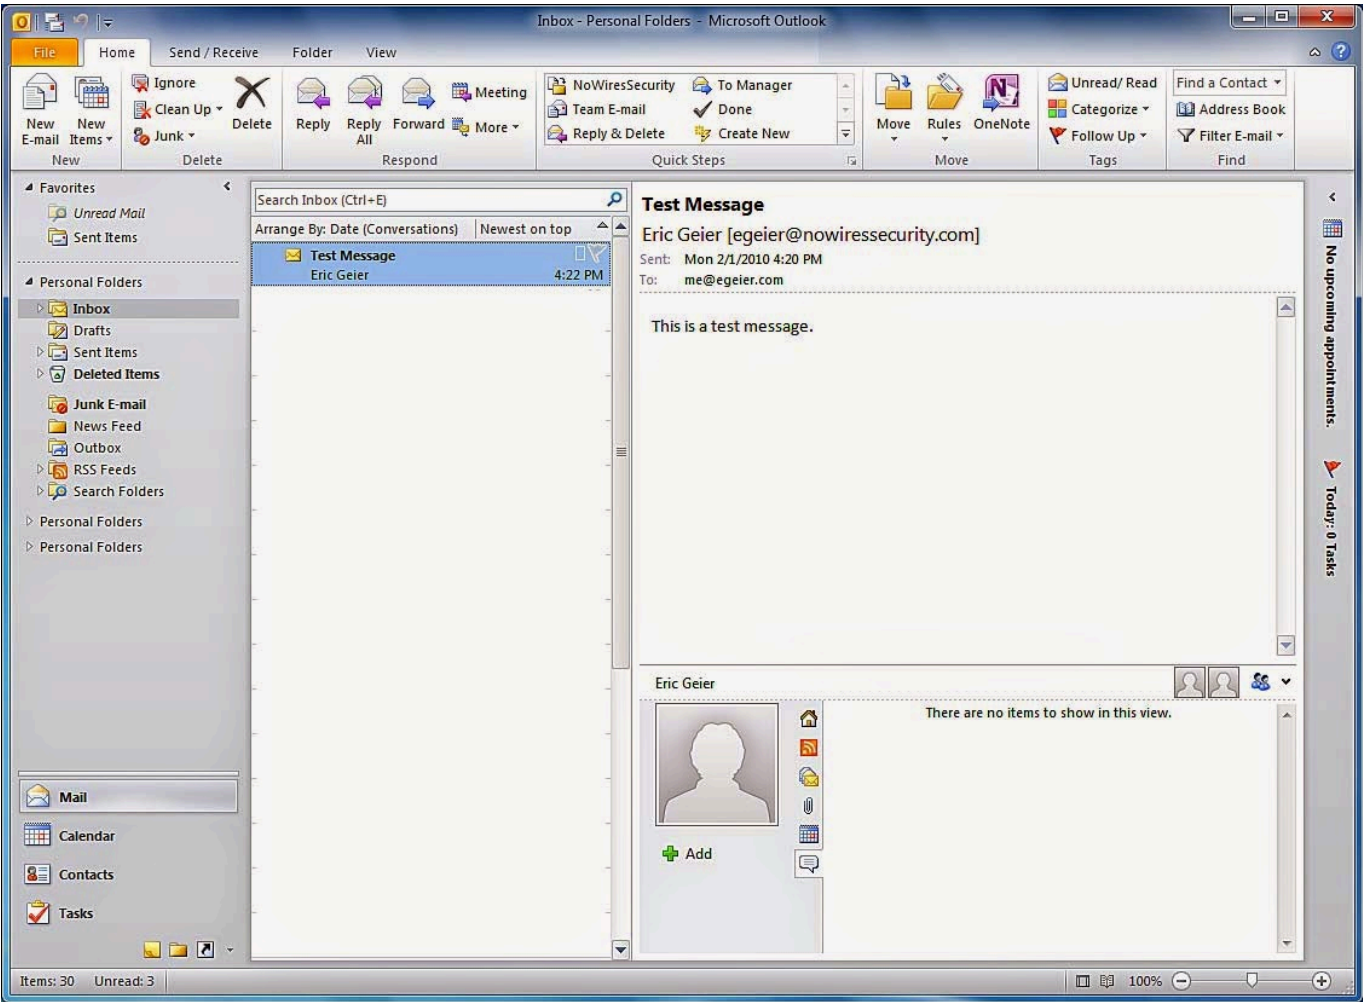 Inbox - Personal Folders - Microsoft Outlook
File Home Send / Receive Folder View
New E-mail
New Items
New
Ignore
Clean Up
Junk
Delete
Delete
Reply
Reply All
Forward
Meeting
More
Respond
NoWiresSecurity To Manager
Team E-mail Done
Reply & Delete Create New
Quick Steps
Move
Rules
OneNote
Move
Unread/ Read
Categorize
Follow Up
Tags
Find a Contact
Address Book
Filter E-mail
Find
Favorites
Unread Mail
Sent Items
Personal Folders
Inbox
Drafts
Sent Items
Deleted Items
Junk E-mail
News Feed
Outbox
RSS Feeds
Search Folders
Personal Folders
Personal Folders
Mail
Calendar
Contacts
Tasks
Search Inbox (Ctrl+E)
Arrange By: Date (Conversations) Newest on top
Test Message
Eric Geier 4:22 PM
Test Message
Eric Geier [egeier@nowiressecurity.com]
Sent: Mon 2/1/2010 4:20 PM
To: me@egeier.com
This is a test message.
Eric Geier
There are no items to show in this view.
Add
No upcoming appointments.
Today: 0 Tasks
Items: 30 Unread: 3
100%